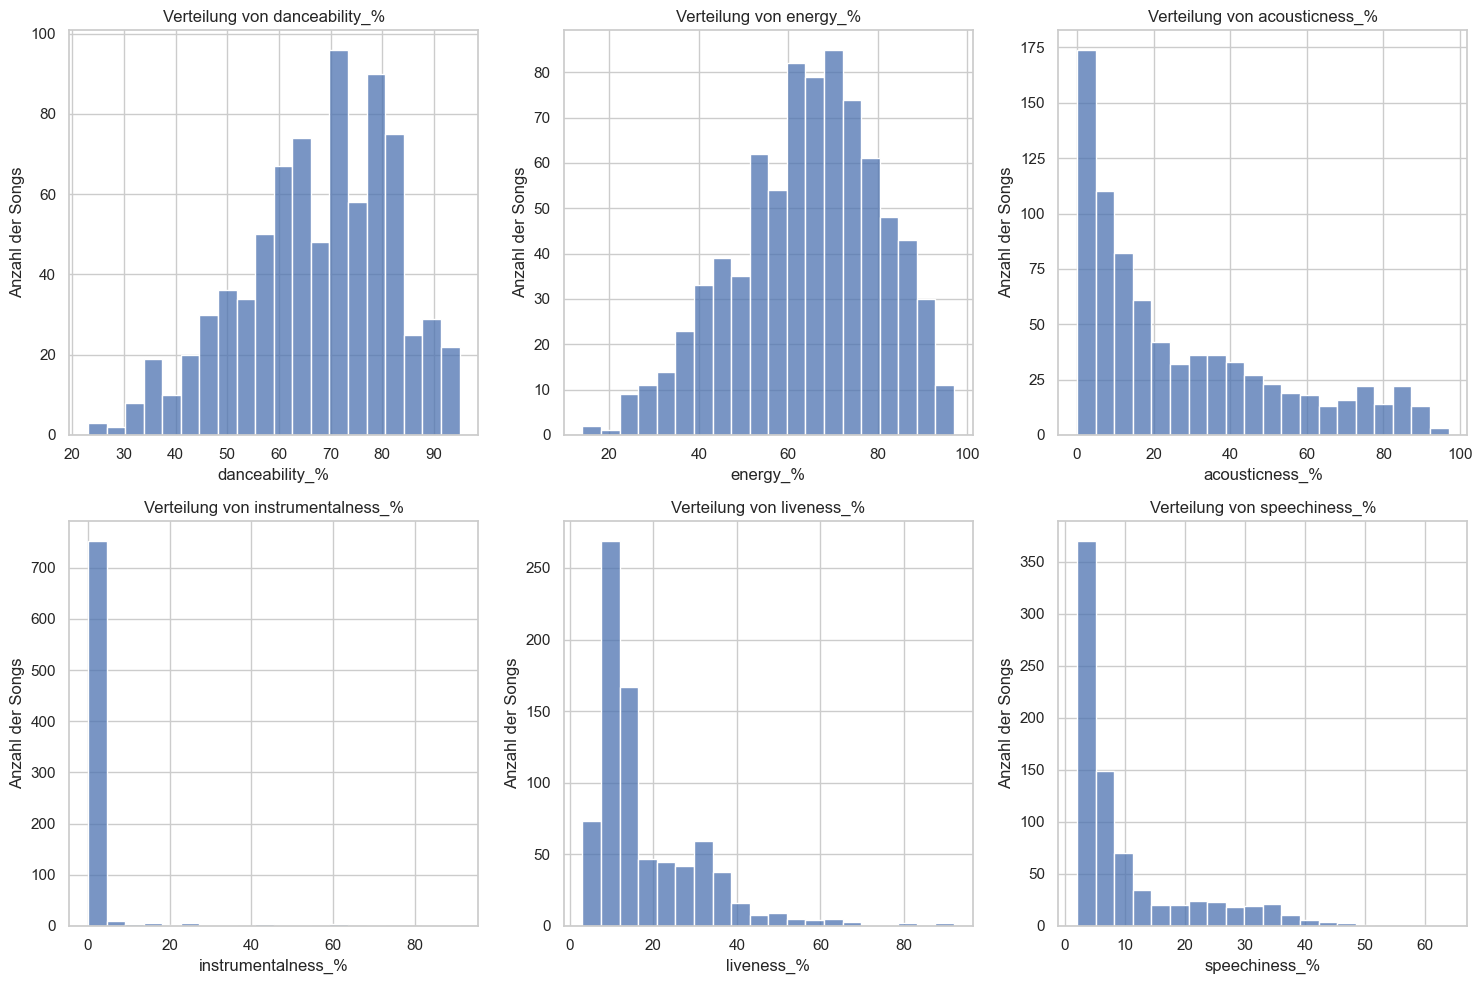 Verteilung von danceability_%
100
80
60
40
20
0
Anzahl der Songs
20 30 40 50 60 70 80 90
danceability_%
Verteilung von energy_%
80
70
60
50
40
30
20
10
0
Anzahl der Songs
20 40 60 80 100
energy_%
Verteilung von acousticness_%
175
150
125
100
75
50
25
0
Anzahl der Songs
0 20 40 60 80 100
acousticness_%
Verteilung von instrumentalness_%
700
600
500
400
300
200
100
0
Anzahl der Songs
0 20 40 60 80
instrumentalness_%
Verteilung von liveness_%
250
200
150
100
50
0
Anzahl der Songs
0 20 40 60 80
liveness_%
Verteilung von speechiness_%
350
300
250
200
150
100
50
0
Anzahl der Songs
0 10 20 30 40 50 60
speechiness_%